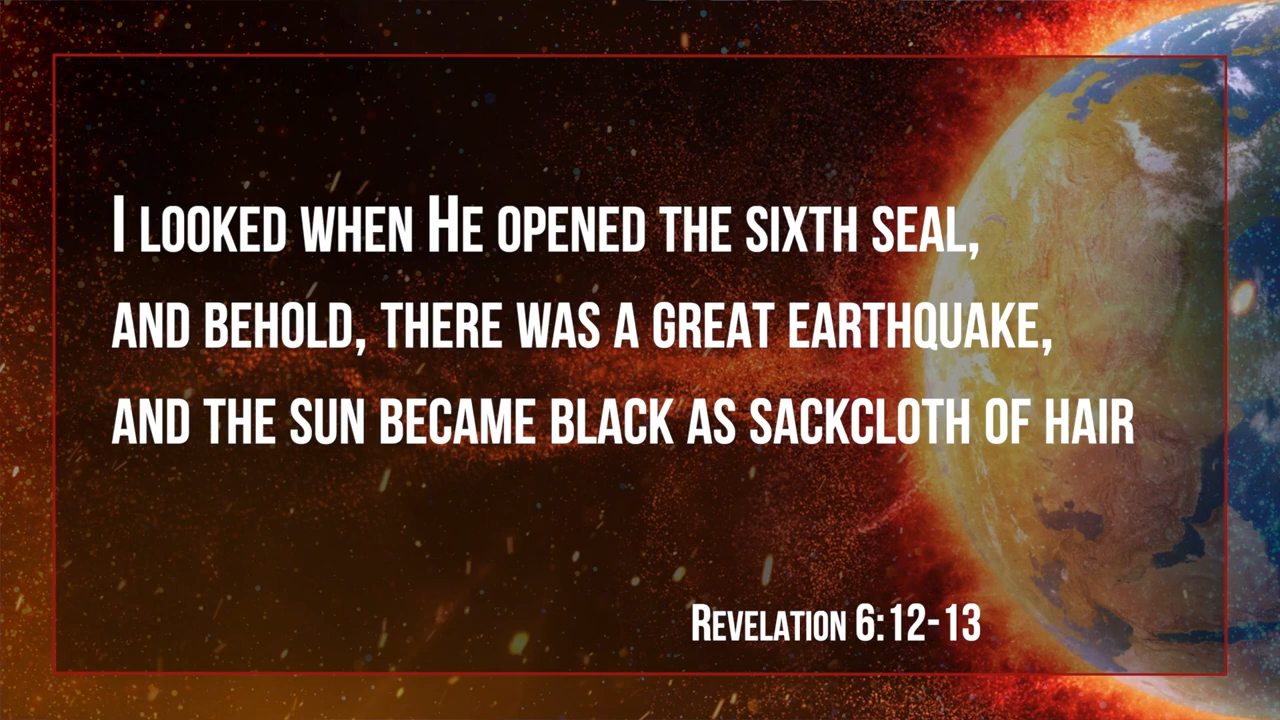 I looked when He opened the sixth seal,
and behold, there was a great earthquake,
and the sun became black as sackcloth of hair
Revelation 6:12-13